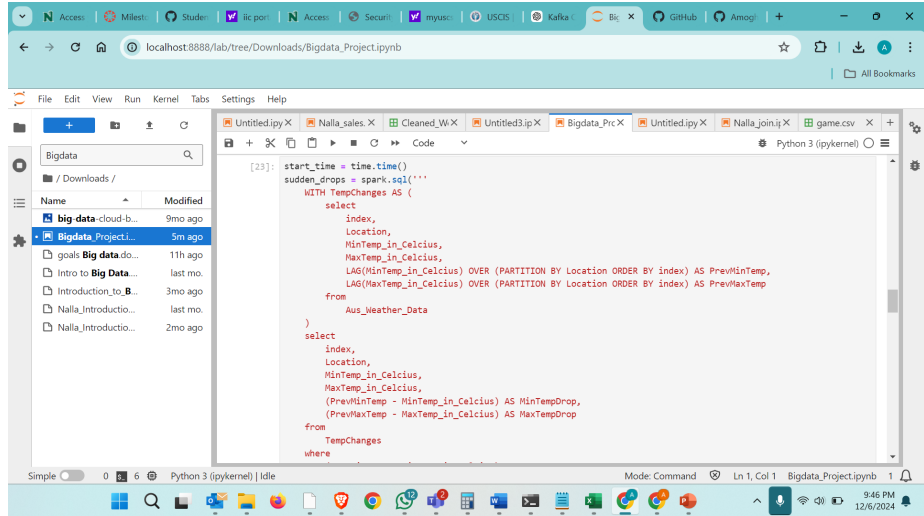 N Access
Mileste
Studen
iic port
N Access
Securit
myusci
USCIS |
Kafka C
Big
GitHub
Amogh
localhost:8888/lab/tree/Downloads/Bigdata_Project.ipynb
All Bookmarks
File Edit View Run Kernel Tabs Settings Help
Untitled.ipy
Nalla_sales.
Cleaned_We
Untitled3.ip
Bigdata_Prc
Untitled.ipy
Nalla_join.ip
game.csv
Code
Python 3 (ipykernel)
Bigdata
/ Downloads /
Name Modified
big-data-cloud-b... 9mo ago
Bigdata_Project.i... 5m ago
goals Big data.do... 11h ago
Intro to Big Data.... last mo.
Introduction_to_B... 3mo ago
Nalla_Introductio... last mo.
Nalla_Introductio... 2mo ago
[23]: start_time = time.time()
sudden_drops = spark.sql('''
WITH TempChanges AS (
select
index,
Location,
MinTemp_in_Celcius,
MaxTemp_in_Celcius,
LAG(MinTemp_in_Celcius) OVER (PARTITION BY Location ORDER BY index) AS PrevMinTemp,
LAG(MaxTemp_in_Celcius) OVER (PARTITION BY Location ORDER BY index) AS PrevMaxTemp
from
Aus_Weather_Data
)
select
index,
Location,
MinTemp_in_Celcius,
MaxTemp_in_Celcius,
(PrevMinTemp - MinTemp_in_Celcius) AS MinTempDrop,
(PrevMaxTemp - MaxTemp_in_Celcius) AS MaxTempDrop
from
TempChanges
where
Simple 0 6 Python 3 (ipykernel) | Idle
Mode: Command Ln 1, Col 1 Bigdata_Project.ipynb 1
12
2
9:46 PM
12/6/2024